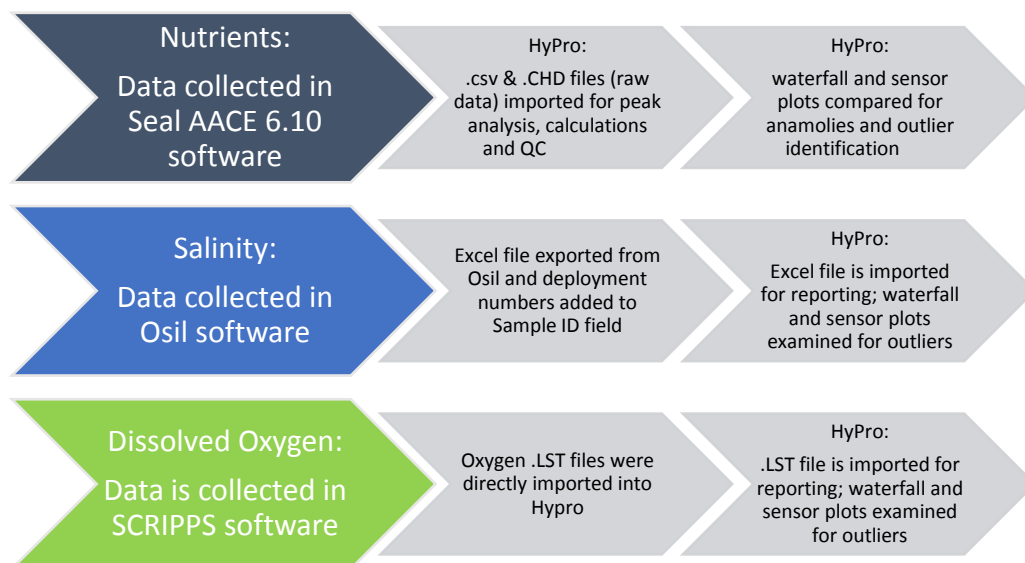 Nutrients:
Data collected in
Seal AACE 6.10
software
HyPro:
.csv & .CHD files (raw
data) imported for peak
analysis, calculations
and QC
HyPro:
waterfall and sensor
plots compared for
anamolies and outlier
identification
Salinity:
Data collected in
Osil software
Excel file exported from
Osil and deployment
numbers added to
Sample ID field
HyPro:
Excel file is imported
for reporting; waterfall
and sensor plots
examined for outliers
Dissolved Oxygen:
Data is collected in
SCRIPPS software
Oxygen .LST files were
directly imported into
Hypro
HyPro:
.LST file is imported for
reporting; waterfall and
sensor plots examined
for outliers